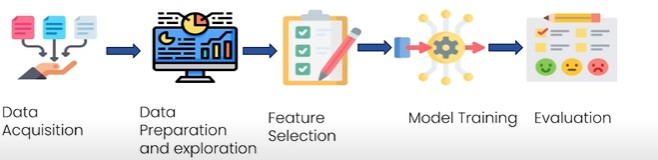 Data
Acquisition
Data
Preparation
and exploration
Feature
Selection
Model Training
Evaluation